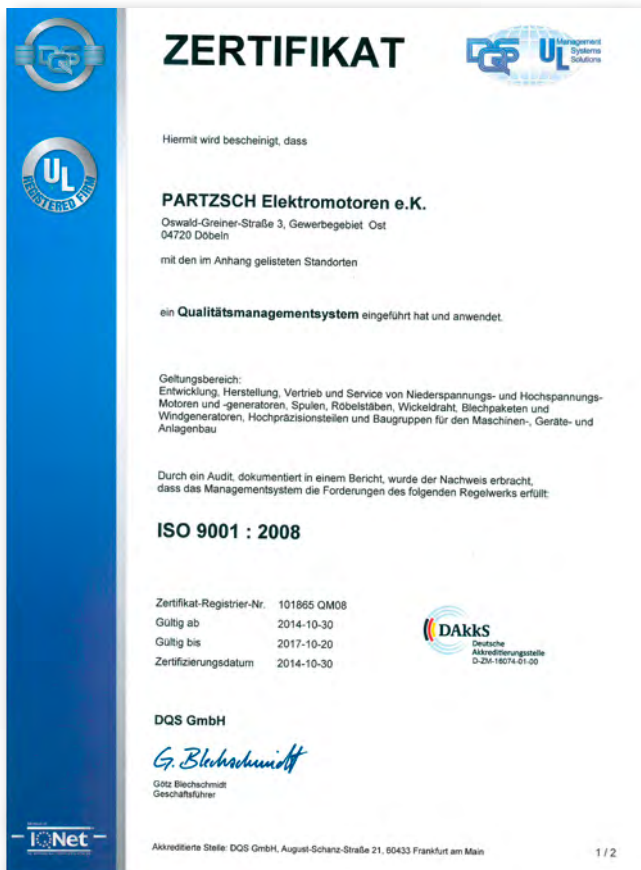 DQS
ZERTIFIKAT
DQS UL Management
Systems
Solutions
UL
REGISTERED FIRM
Hiermit wird bescheinigt, dass
PARTZSCH Elektromotoren e.K.
Oswald-Greiner-Straße 3, Gewerbegebiet Ost
04720 Döbeln
mit den im Anhang gelisteten Standorten
ein Qualitätsmanagementsystem eingeführt hat und anwendet.
Geltungsbereich:
Entwicklung, Herstellung, Vertrieb und Service von Niederspannungs- und Hochspannungs-
Motoren und -generatoren, Spulen, Röbelstäben, Wickeldraht, Blechpaketen und
Windgeneratoren, Hochpräzisionsteilen und Baugruppen für den Maschinen-, Geräte- und
Anlagenbau
Durch ein Audit, dokumentiert in einem Bericht, wurde der Nachweis erbracht,
dass das Managementsystem die Forderungen des folgenden Regelwerks erfüllt:
ISO 9001 : 2008
Zertifikat-Registrier-Nr. 101865 QM08
Gültig ab 2014-10-30
Gültig bis 2017-10-20
Zertifizierungsdatum 2014-10-30
DAkkS
Deutsche
Akkreditierungsstelle
D-ZM-16074-01-00
DQS GmbH
G. Blechschmidt
Götz Blechschmidt
Geschäftsführer
IQNet
Akkreditierte Stelle: DQS GmbH, August-Schanz-Straße 21, 60433 Frankfurt am Main
1 / 2